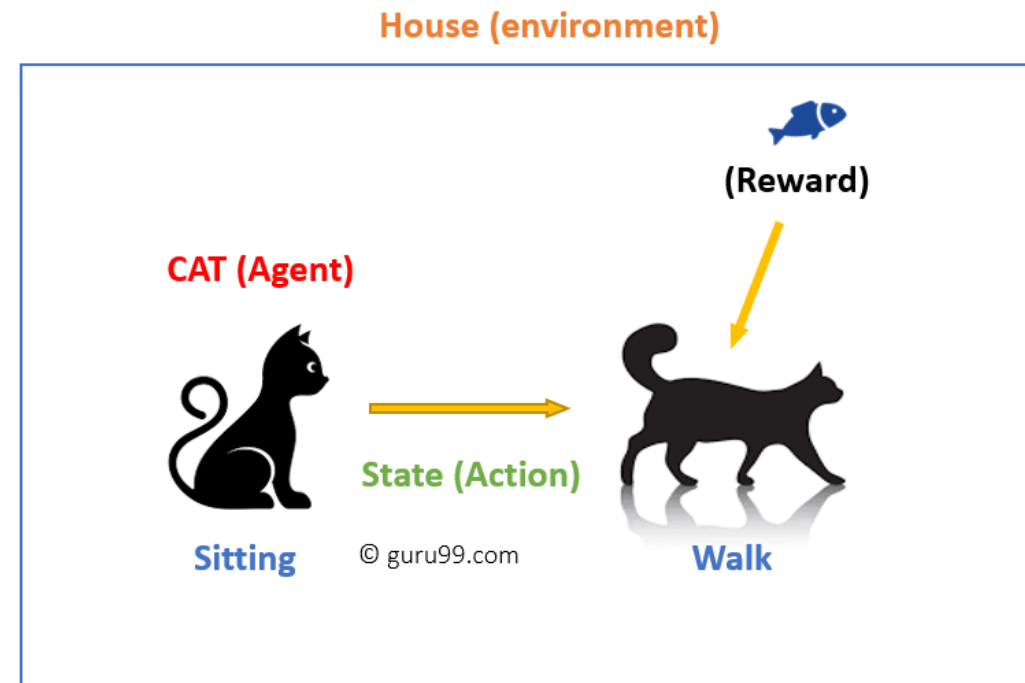 House (environment)
(Reward)
CAT (Agent)
State (Action)
Sitting
© guru99.com
Walk